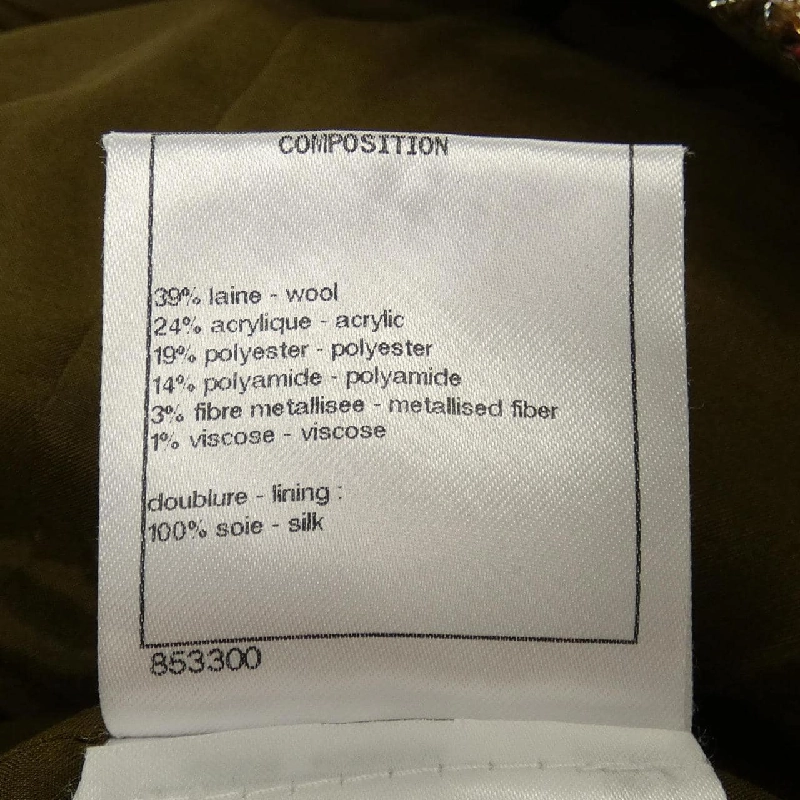 COMPOSITION
39% laine - wool
24% acrylique - acrylic
19% polyester - polyester
14% polyamide - polyamide
3% fibre metallisee - metallised fiber
1% viscose - viscose
doublure - lining :
100% soie - silk
853300